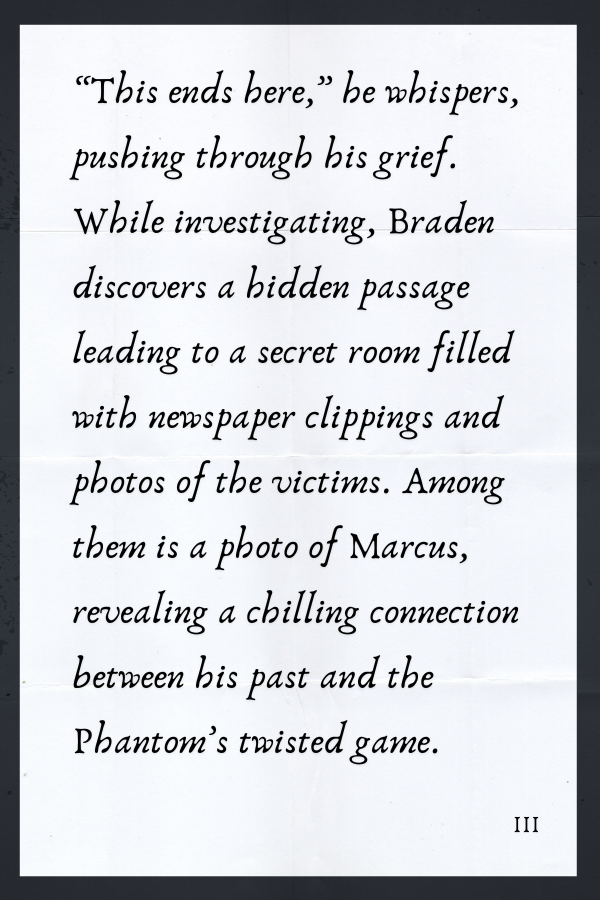 “This ends here,” he whispers,
pushing through his grief.
While investigating, Braden
discovers a hidden passage
leading to a secret room filled
with newspaper clippings and
photos of the victims. Among
them is a photo of Marcus,
revealing a chilling connection
between his past and the
Phantom’s twisted game.
III